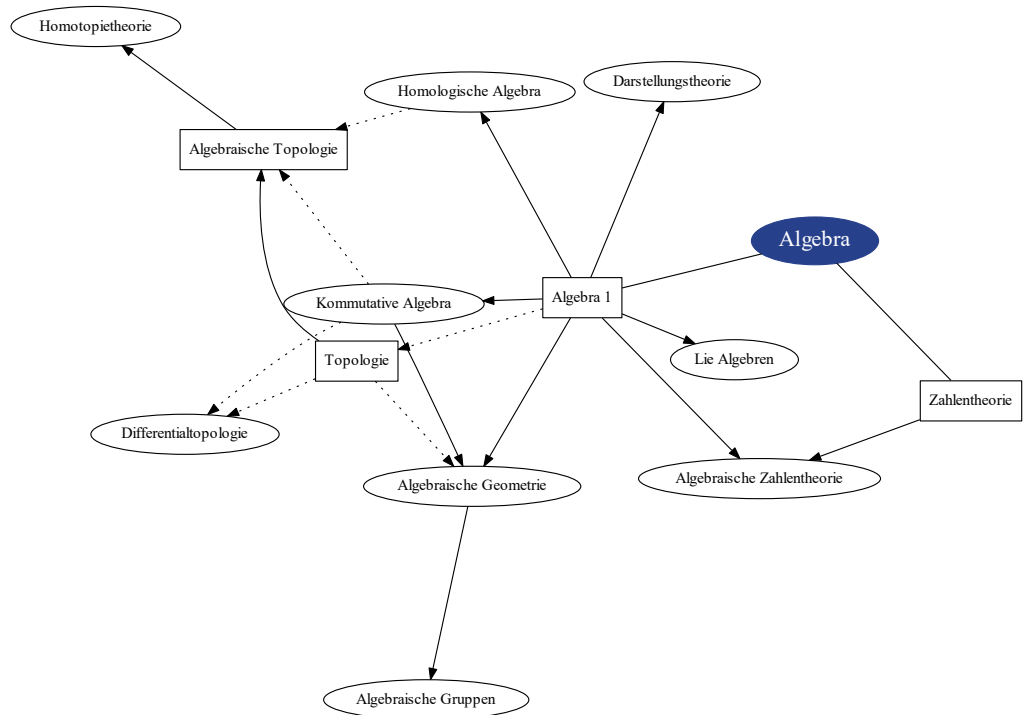 Homotopietheorie
Homologische Algebra
Darstellungstheorie
Algebraische Topologie
Algebra
Kommutative Algebra
Algebra 1
Topologie
Lie Algebren
Zahlentheorie
Differentialtopologie
Algebraische Geometrie
Algebraische Zahlentheorie
Algebraische Gruppen